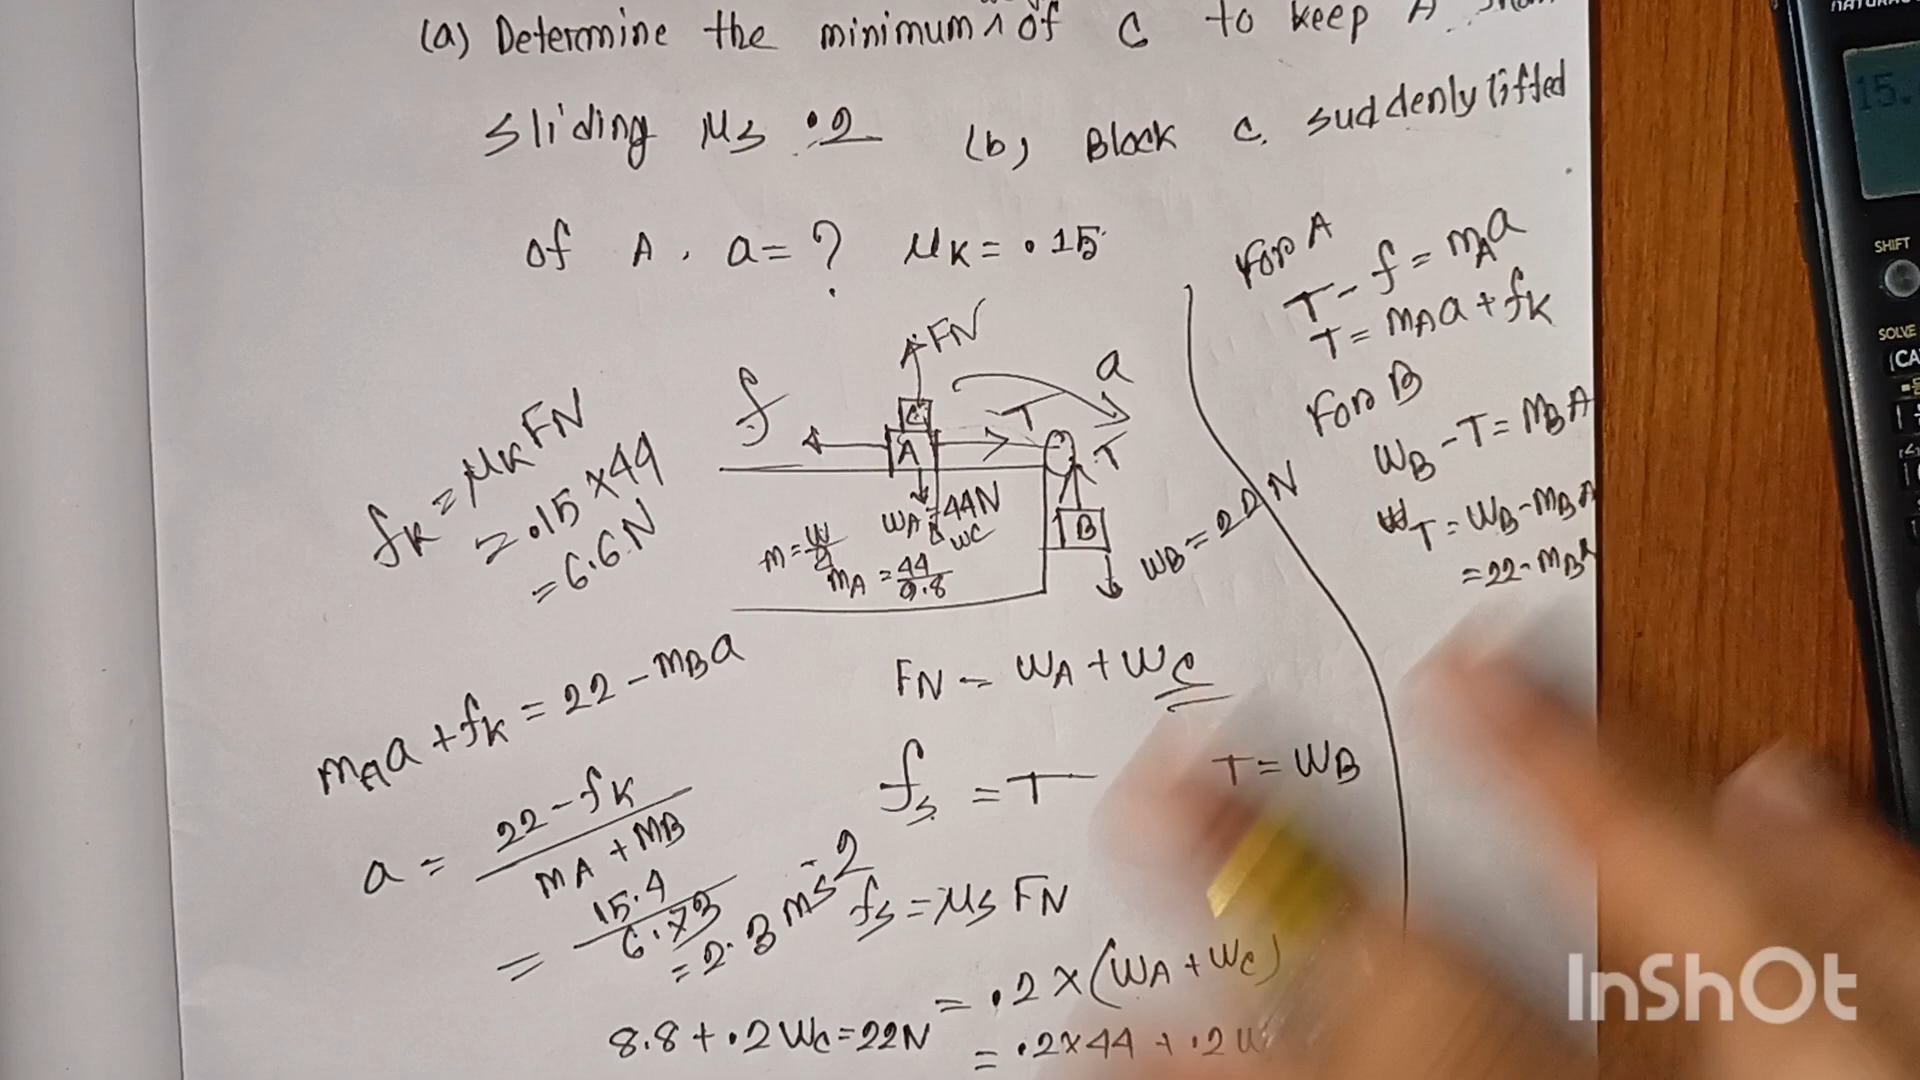 (a) Determine the minimum ∧ of C to keep A
sliding μs .2 (b) Block C. suddenly lifted
of A. a = ? μK = .15
FN
f
C
A
T
a
T
B
WA = 44N
WC
WB = 22 N
m = W/g
mA = 44/9.8
fK = μK FN
= .15 × 44
= 6.6 N
For A
T - f = mAa
T = mAa + fK
For B
WB - T = MBA
T = WB - MBA
= 22 - MBa
mAa + fK = 22 - MBa
a = 22 - fK / MA + MB
= 15.4 / 6.73
= 2.3 ms-2
FN = WA + WC
fs = T
T = WB
fs = μs FN
= .2 × (WA + WC)
= .2 × 44 + .2
8.8 + .2 WC = 22N
15.
SHIFT
SOLVE
InShOt